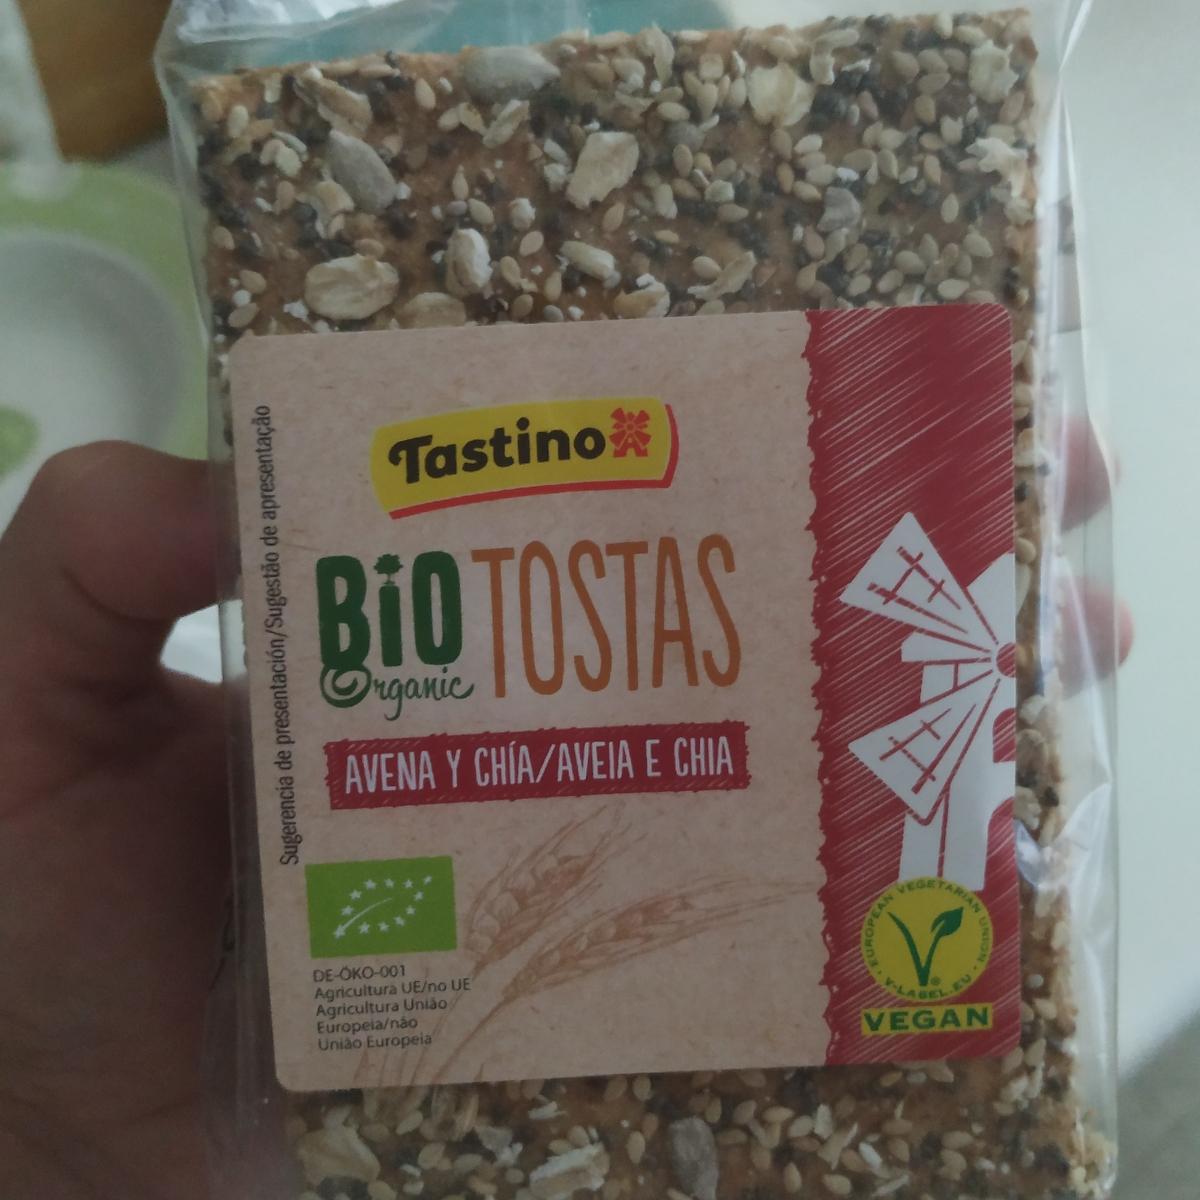 Tastino
BiO TOSTAS
Organic
AVENA Y CHÍA/AVEIA E CHIA
Sugerencia de presentación/Sugestão de apresentação
DE-ÖKO-001
Agricultura UE/no UE
Agricultura União
Europeia/não
União Europeia
EUROPEAN VEGETARIAN UNION
V-LABEL.EU
VEGAN